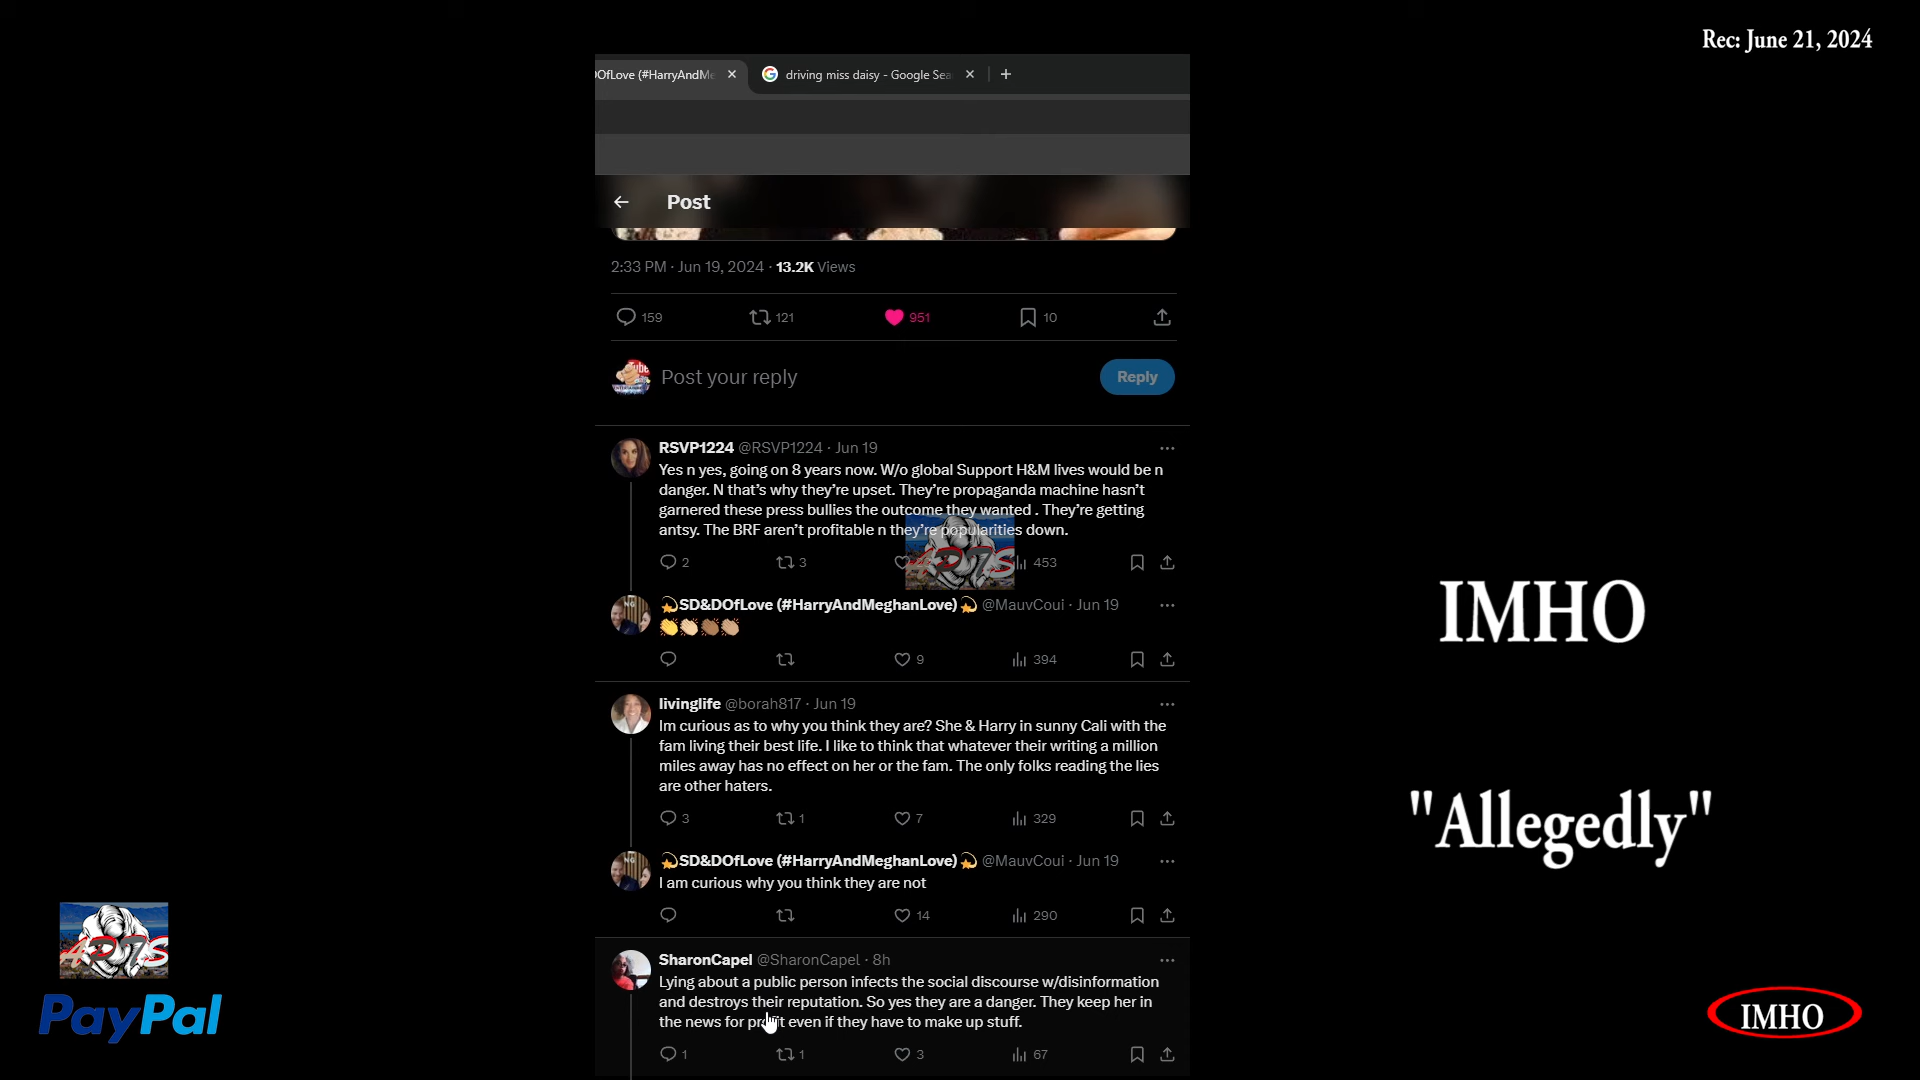 Rec: June 21, 2024
OfLove (#HarryAndMe
driving miss daisy - Google Sea
Post
2:33 PM · Jun 19, 2024 · 13.2K Views
159 121 951 10
Post your reply
Reply
RSVP1224 @RSVP1224 · Jun 19
Yes n yes, going on 8 years now. W/o global Support H&M lives would be n
danger. N that's why they're upset. They're propaganda machine hasn't
garnered these press bullies the outcome they wanted . They're getting
antsy. The BRF aren't profitable n they're popularities down.
2 3 453
💫SD&DOfLove (#HarryAndMeghanLove)💫 @MauvCoui · Jun 19
👏👏🏻👏🏾👏🏼
9 394
livinglife @borah817 · Jun 19
Im curious as to why you think they are? She & Harry in sunny Cali with the
fam living their best life. I like to think that whatever their writing a million
miles away has no effect on her or the fam. The only folks reading the lies
are other haters.
3 1 7 329
💫SD&DOfLove (#HarryAndMeghanLove)💫 @MauvCoui · Jun 19
I am curious why you think they are not
14 290
SharonCapel @SharonCapel · 8h
Lying about a public person infects the social discourse w/disinformation
and destroys their reputation. So yes they are a danger. They keep her in
the news for profit even if they have to make up stuff.
1 1 3 67
IMHO
"Allegedly"
PayPal
IMHO